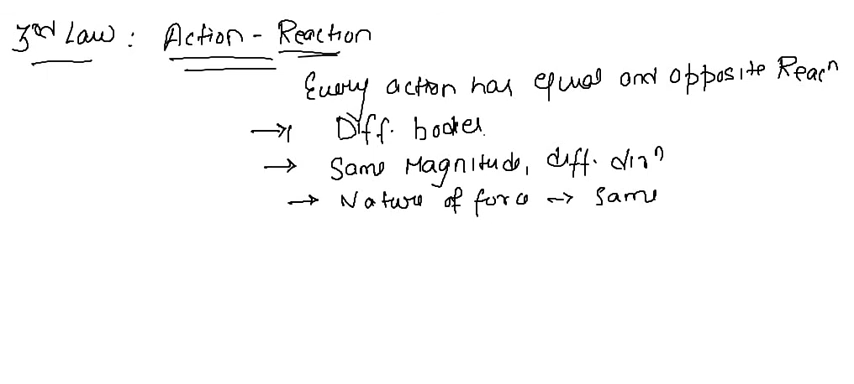 3rd Law : Action - Reaction
Every action has equal and opposite Reacn
→ Diff. bodies.
→ Same Magnitude, diff. dirn
→ Nature of force → Same